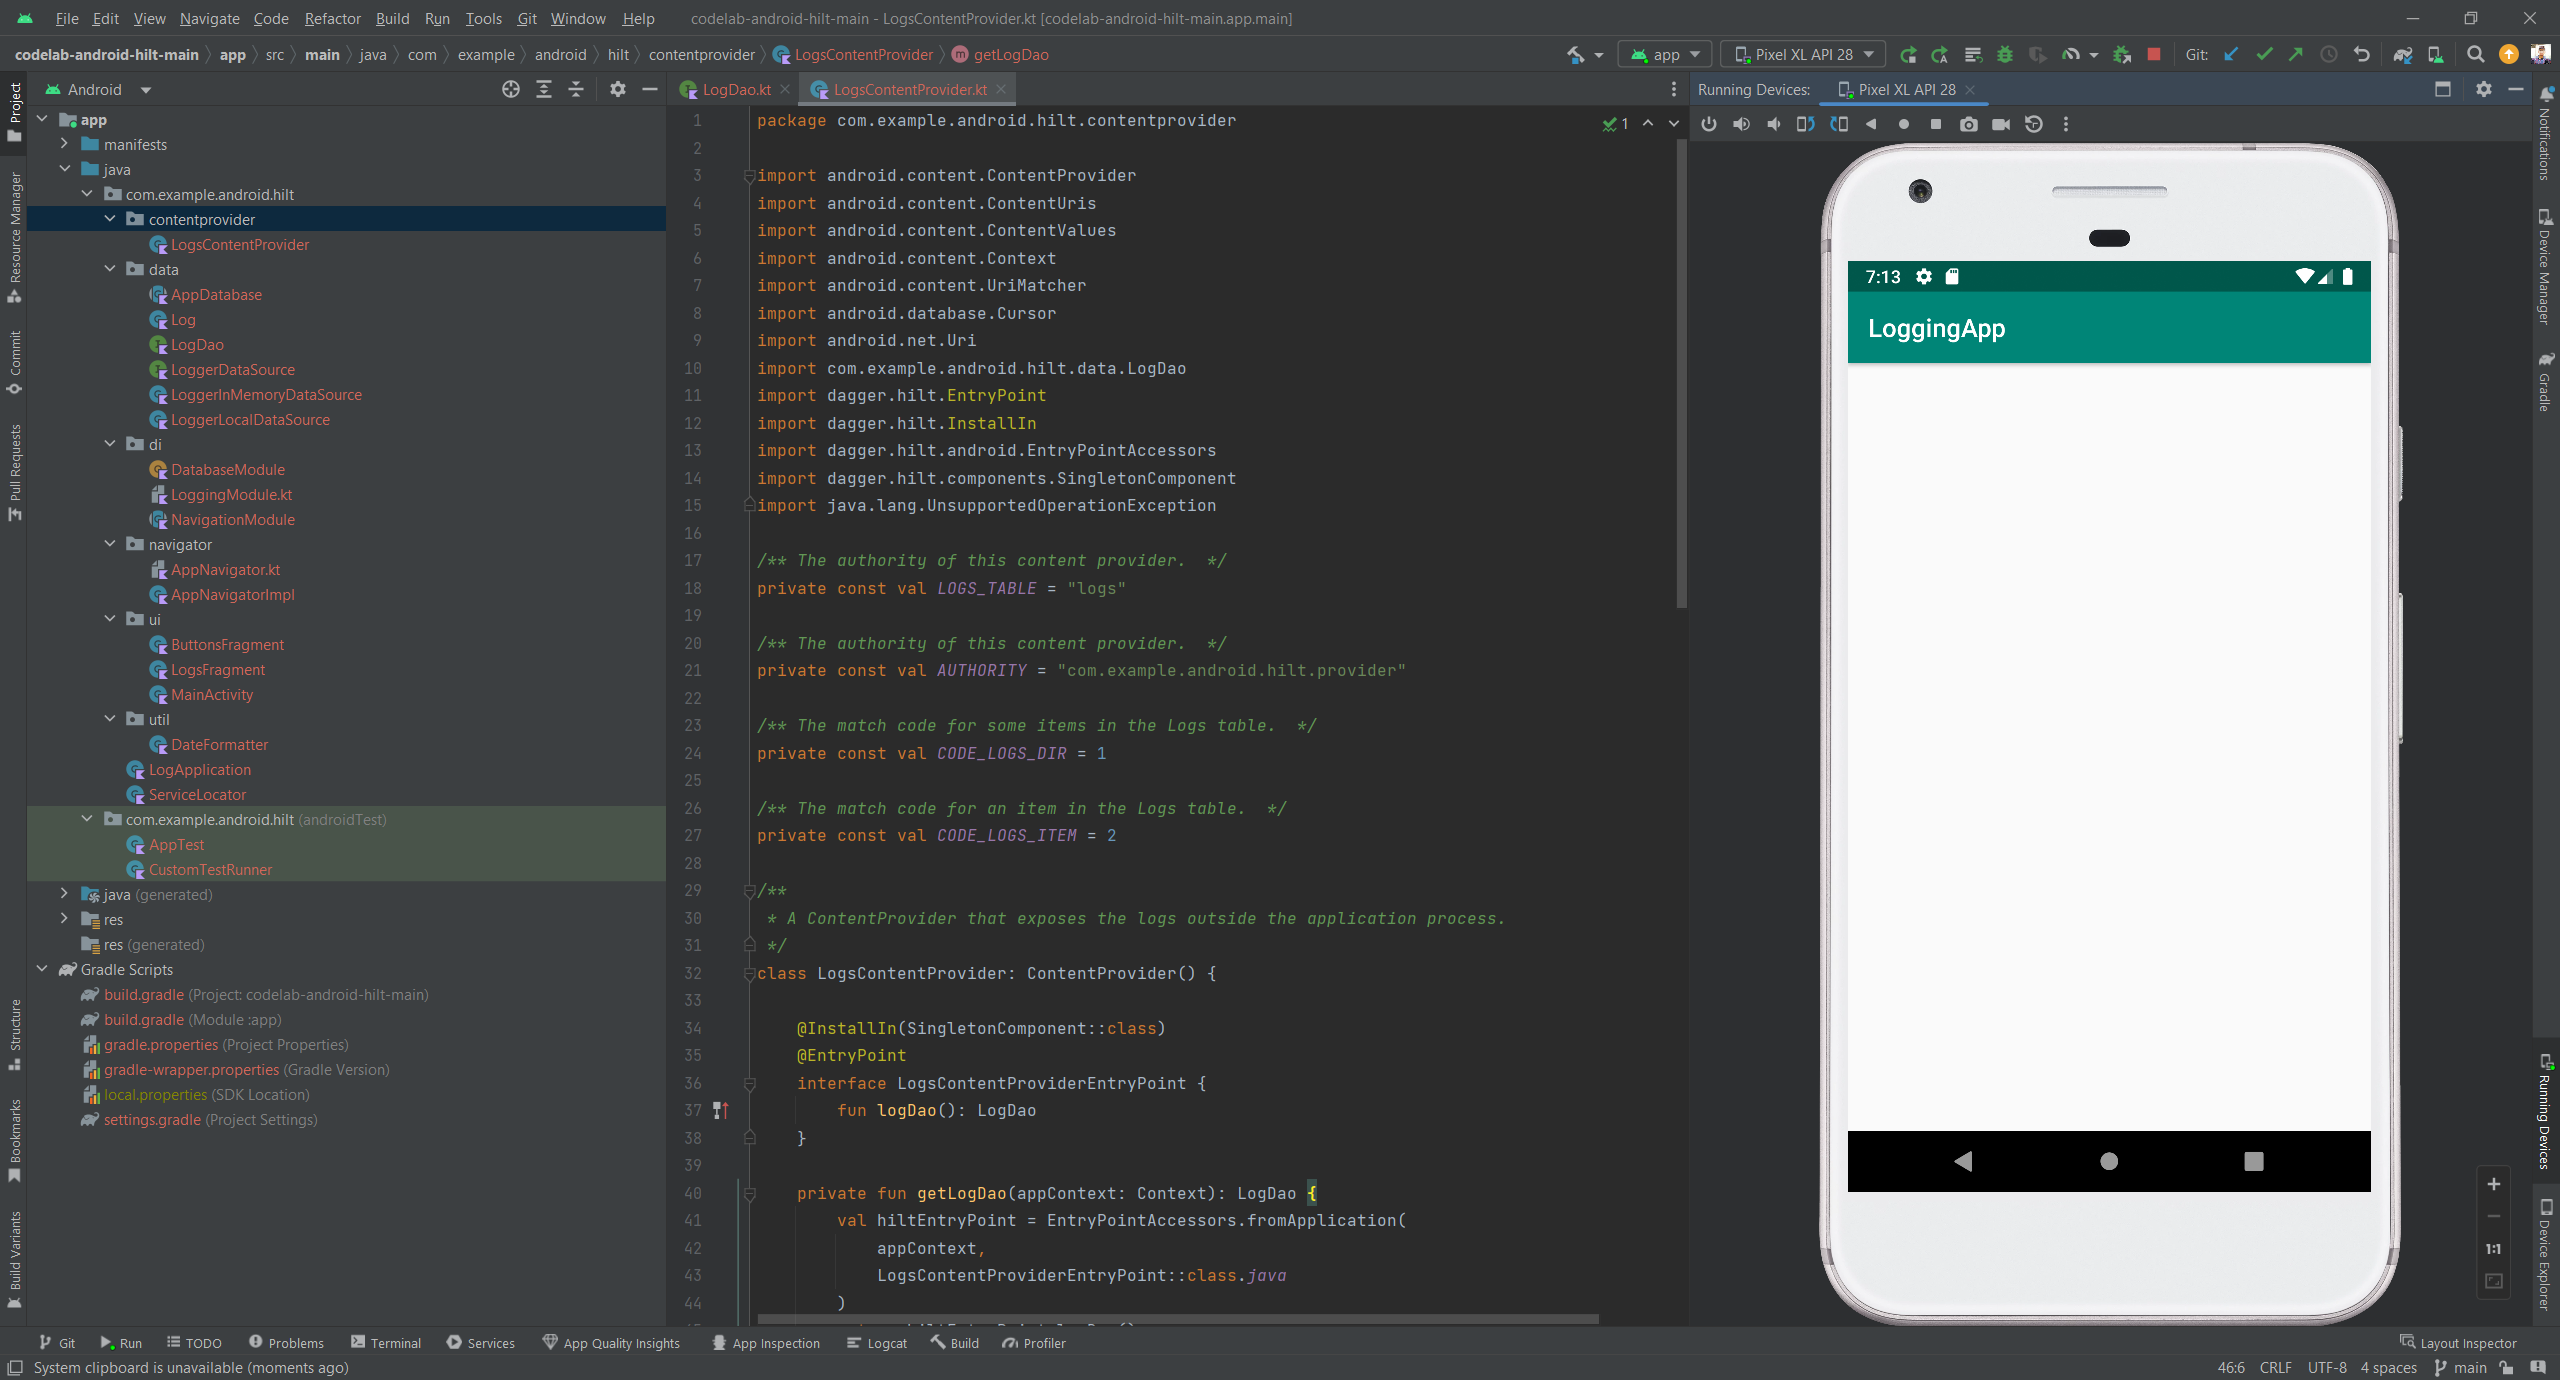 File Edit View Navigate Code Refactor Build Run Tools Git Window Help codelab-android-hilt-main - LogsContentProvider.kt [codelab-android-hilt-main.app.main]
codelab-android-hilt-main app src main java com example android hilt contentprovider LogsContentProvider getLogDao app Pixel XL API 28 Git:
Project
Resource Manager
Commit
Pull Requests
Structure
Bookmarks
Build Variants
Android
app
manifests
java
com.example.android.hilt
contentprovider
LogsContentProvider
data
AppDatabase
Log
LogDao
LoggerDataSource
LoggerInMemoryDataSource
LoggerLocalDataSource
di
DatabaseModule
LoggingModule.kt
NavigationModule
navigator
AppNavigator.kt
AppNavigatorImpl
ui
ButtonsFragment
LogsFragment
MainActivity
util
DateFormatter
LogApplication
ServiceLocator
com.example.android.hilt (androidTest)
AppTest
CustomTestRunner
java (generated)
res
res (generated)
Gradle Scripts
build.gradle (Project: codelab-android-hilt-main)
build.gradle (Module :app)
gradle.properties (Project Properties)
gradle-wrapper.properties (Gradle Version)
local.properties (SDK Location)
settings.gradle (Project Settings)
LogDao.kt LogsContentProvider.kt
1
1 package com.example.android.hilt.contentprovider
2
3 import android.content.ContentProvider
4 import android.content.ContentUris
5 import android.content.ContentValues
6 import android.content.Context
7 import android.content.UriMatcher
8 import android.database.Cursor
9 import android.net.Uri
10 import com.example.android.hilt.data.LogDao
11 import dagger.hilt.EntryPoint
12 import dagger.hilt.InstallIn
13 import dagger.hilt.android.EntryPointAccessors
14 import dagger.hilt.components.SingletonComponent
15 import java.lang.UnsupportedOperationException
16
17 /** The authority of this content provider. */
18 private const val LOGS_TABLE = "logs"
19
20 /** The authority of this content provider. */
21 private const val AUTHORITY = "com.example.android.hilt.provider"
22
23 /** The match code for some items in the Logs table. */
24 private const val CODE_LOGS_DIR = 1
25
26 /** The match code for an item in the Logs table. */
27 private const val CODE_LOGS_ITEM = 2
28
29 /**
30 * A ContentProvider that exposes the logs outside the application process.
31 */
32 class LogsContentProvider: ContentProvider() {
33
34 @InstallIn(SingletonComponent::class)
35 @EntryPoint
36 interface LogsContentProviderEntryPoint {
37 fun logDao(): LogDao
38 }
39
40 private fun getLogDao(appContext: Context): LogDao {
41 val hiltEntryPoint = EntryPointAccessors.fromApplication(
42 appContext,
43 LogsContentProviderEntryPoint::class.java
44 )
Running Devices: Pixel XL API 28
7:13
LoggingApp
1:1
Notifications
Device Manager
Gradle
Running Devices
Device Explorer
Git Run TODO Problems Terminal Services App Quality Insights App Inspection Logcat Build Profiler Layout Inspector
System clipboard is unavailable (moments ago) 46:6 CRLF UTF-8 4 spaces main